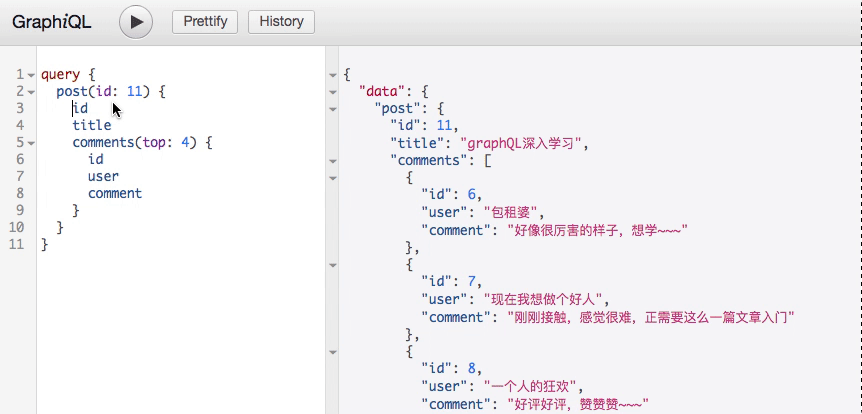 GraphiQL
Prettify
History
1 query {
2 post(id: 11) {
3 id
4 title
5 comments(top: 4) {
6 id
7 user
8 comment
9 }
10 }
11 }
{
"data": {
"post": {
"id": 11,
"title": "graphQL深入学习",
"comments": [
{
"id": 6,
"user": "包租婆",
"comment": "好像很厉害的样子，想学~~~"
},
{
"id": 7,
"user": "现在我想做个好人",
"comment": "刚刚接触，感觉很难，正需要这么一篇文章入门"
},
{
"id": 8,
"user": "一个人的狂欢",
"comment": "好评好评，赞赞赞~~~"